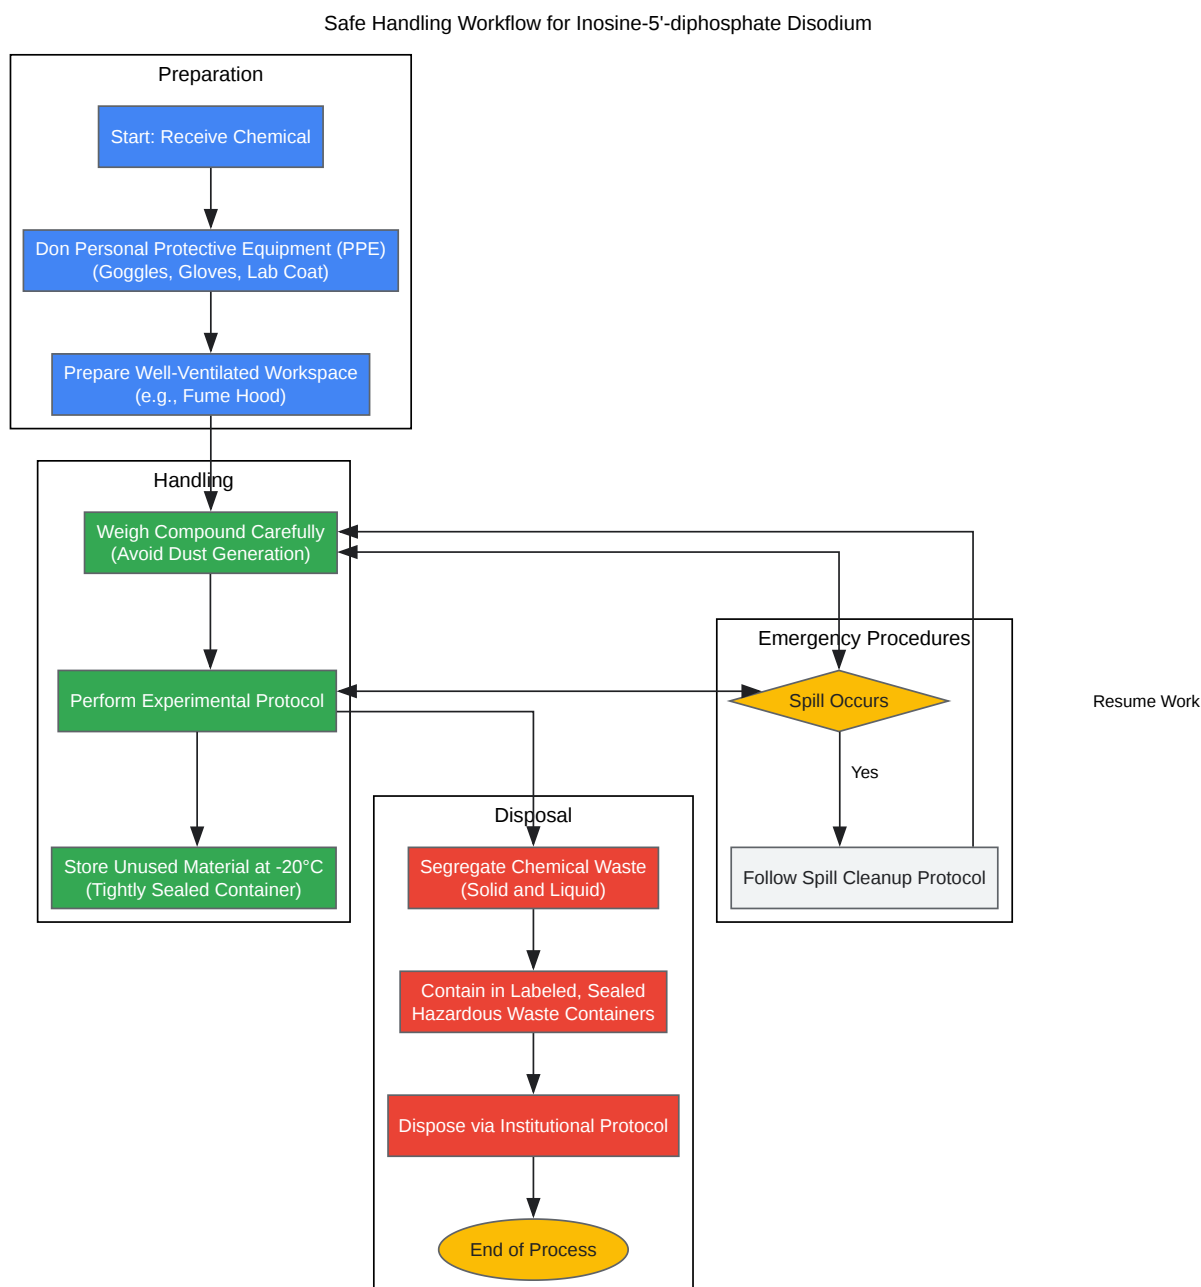 Safe Handling Workflow for Inosine-5'-diphosphate Disodium
Preparation
Start: Receive Chemical
Don Personal Protective Equipment (PPE)
(Goggles, Gloves, Lab Coat)
Prepare Well-Ventilated Workspace
(e.g., Fume Hood)
Handling
Weigh Compound Carefully
(Avoid Dust Generation)
Perform Experimental Protocol
Store Unused Material at -20°C
(Tightly Sealed Container)
Emergency Procedures
Spill Occurs
Resume Work
Yes
Follow Spill Cleanup Protocol
Disposal
Segregate Chemical Waste
(Solid and Liquid)
Contain in Labeled, Sealed
Hazardous Waste Containers
Dispose via Institutional Protocol
End of Process